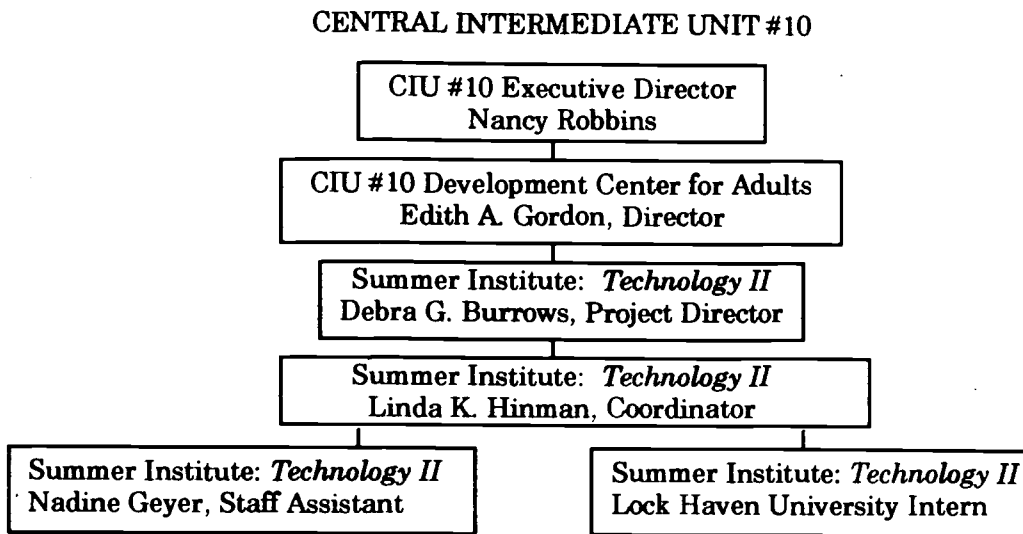 CENTRAL INTERMEDIATE UNIT #10
CIU #10 Executive Director
Nancy Robbins
CIU #10 Development Center for Adults
Edith A. Gordon, Director
Summer Institute: Technology II
Debra G. Burrows, Project Director
Summer Institute: Technology II
Linda K. Hinman, Coordinator
Summer Institute: Technology II
Nadine Geyer, Staff Assistant
Summer Institute: Technology II
Lock Haven University Intern